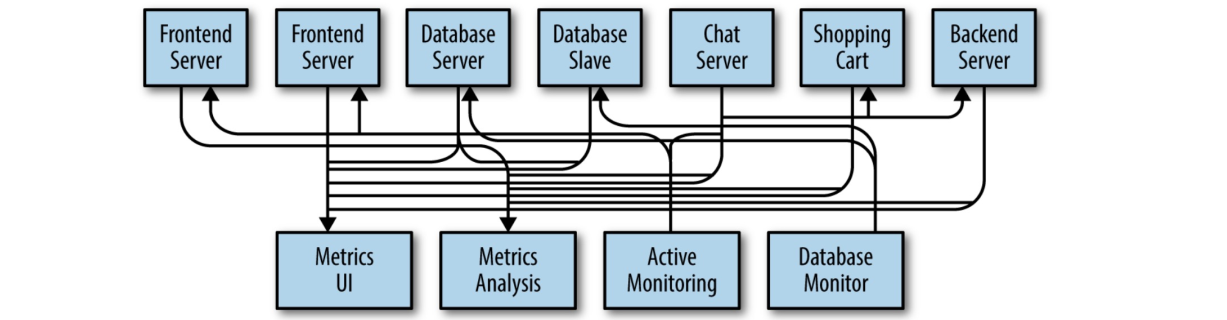 Frontend
Server
Frontend
Server
Database
Server
Database
Slave
Chat
Server
Shopping
Cart
Backend
Server
Metrics
UI
Metrics
Analysis
Active
Monitoring
Database
Monitor